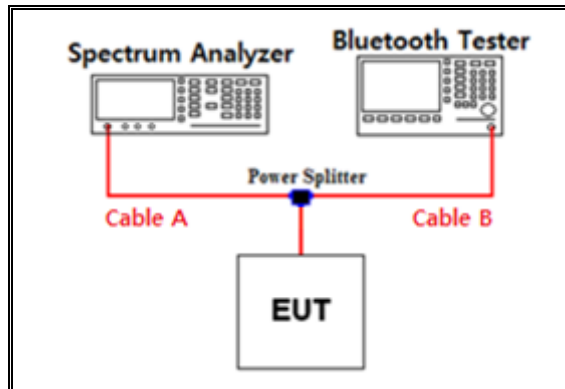 Spectrum Analyzer
Bluetooth Tester
Power Splitter
Cable A
Cable B
EUT